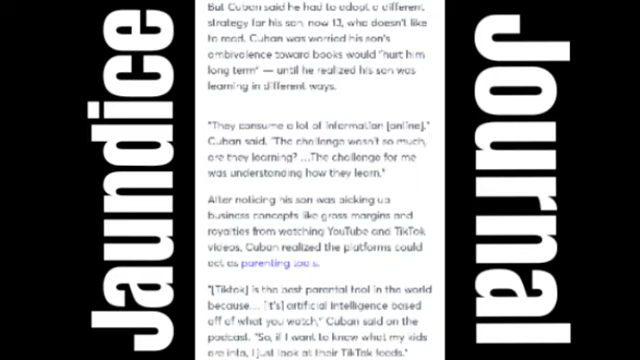 Jaundice
But Cuban said he had to adopt a different
strategy for his son, now 13, who doesn't like
to read. Cuban was worried his son's
ambivalence toward books would "hurt him
long term" — until he realized his son was
learning in different ways.
"They consume a lot of information [online],"
Cuban said. "The challenge wasn't so much,
are they learning? ...The challenge for me
was understanding how they learn."
After noticing his son was picking up
business concepts like gross margins and
royalties from watching YouTube and TikTok
videos, Cuban realized the platforms could
act as parenting tools.
"[Tiktok] is the best parental tool in the world
because... [it's] artificial intelligence based
off of what you watch," Cuban said on the
podcast. "So, if I want to know what my kids
are into, I just look at their TikTok feeds."
Journal